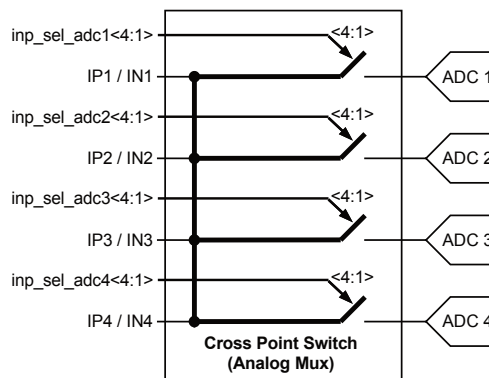 inp_sel_adc1<4:1> <4:1>
IP1 / IN1 ADC 1
inp_sel_adc2<4:1> <4:1>
IP2 / IN2 ADC 2
inp_sel_adc3<4:1> <4:1>
IP3 / IN3 ADC 3
inp_sel_adc4<4:1> <4:1>
IP4 / IN4 ADC 4
Cross Point Switch
(Analog Mux)